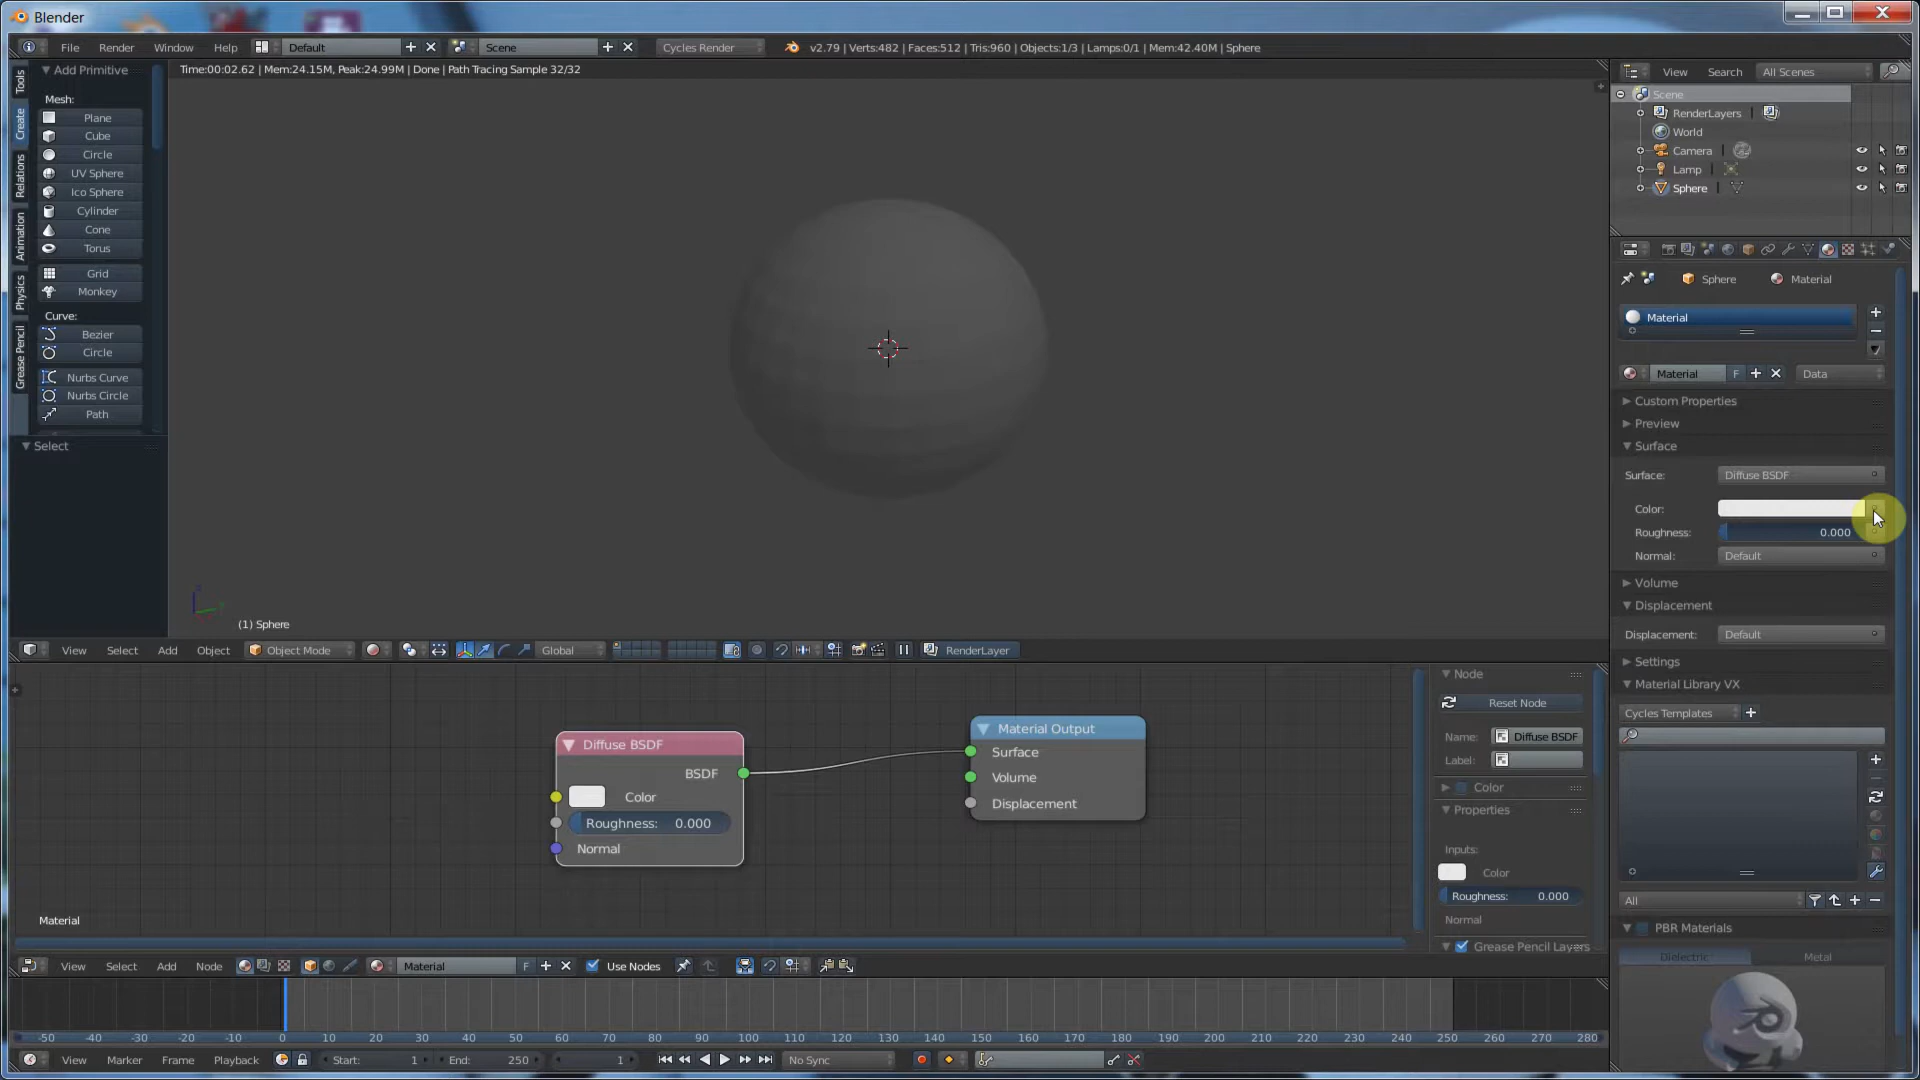 Blender
File Render Window Help Default Scene Cycles Render v2.79 | Verts:482 | Faces:512 | Tris:960 | Objects:1/3 | Lamps:0/1 | Mem:42.40M | Sphere
Time:00:02.62 | Mem:24.15M, Peak:24.99M | Done | Path Tracing Sample 32/32
Tools
Create
Relations
Animation
Physics
Grease Pencil
Add Primitive
Mesh:
Plane
Cube
Circle
UV Sphere
Ico Sphere
Cylinder
Cone
Torus
Grid
Monkey
Curve:
Bezier
Circle
Nurbs Curve
Nurbs Circle
Path
Select
(1) Sphere
View Select Add Object Object Mode Global RenderLayer
View Search All Scenes
Scene
RenderLayers
World
Camera
Lamp
Sphere
Sphere Material
Material
Material F Data
Custom Properties
Preview
Surface
Surface: Diffuse BSDF
Color:
Roughness: 0.000
Normal: Default
Volume
Displacement
Displacement: Default
Settings
Material Library VX
Cycles Templates
All
PBR Materials
Dielectric Metal
Diffuse BSDF
BSDF
Color
Roughness: 0.000
Normal
Material Output
Surface
Volume
Displacement
Material
Node
Reset Node
Name: Diffuse BSDF
Label:
Color
Properties
Inputs:
Color
Roughness: 0.000
Normal
Grease Pencil Layers
View Select Add Node Material F Use Nodes
-50 -40 -30 -20 -10 0 10 20 30 40 50 60 70 80 90 100 110 120 130 140 150 160 170 180 190 200 210 220 230 240 250 260 270 280
View Marker Frame Playback Start: 1 End: 250 1 No Sync